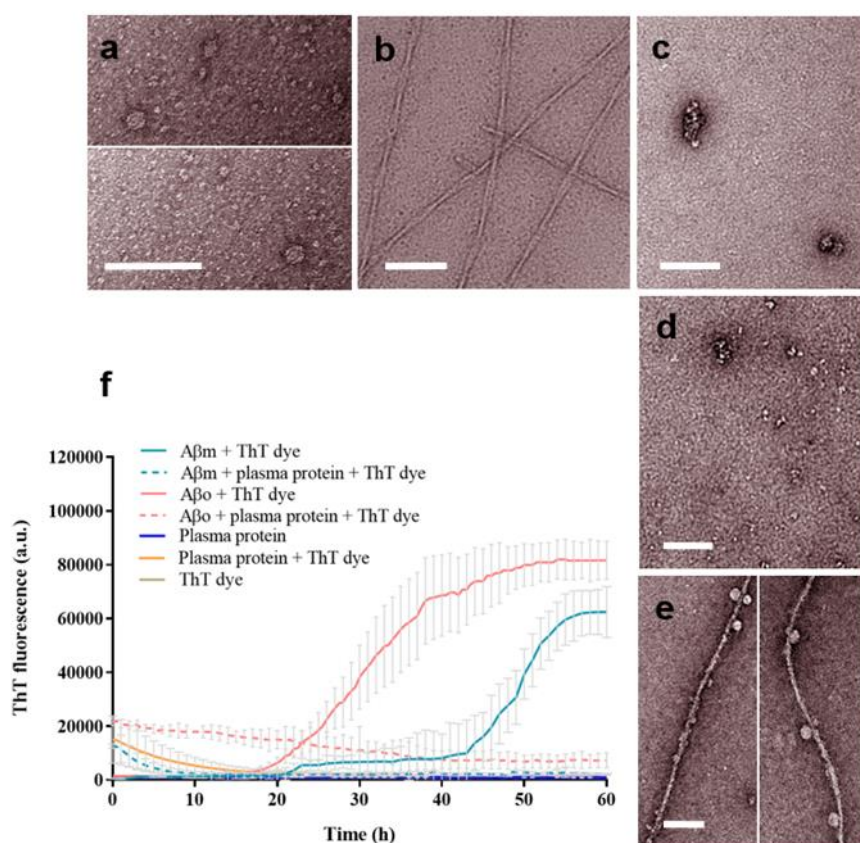 a
b
c
d
e
f
120000
100000
80000
60000
40000
20000
0
ThT fluorescence (a.u.)
Aβm + ThT dye
Aβm + plasma protein + ThT dye
Aβo + ThT dye
Aβo + plasma protein + ThT dye
Plasma protein
Plasma protein + ThT dye
ThT dye
0 10 20 30 40 50 60
Time (h)